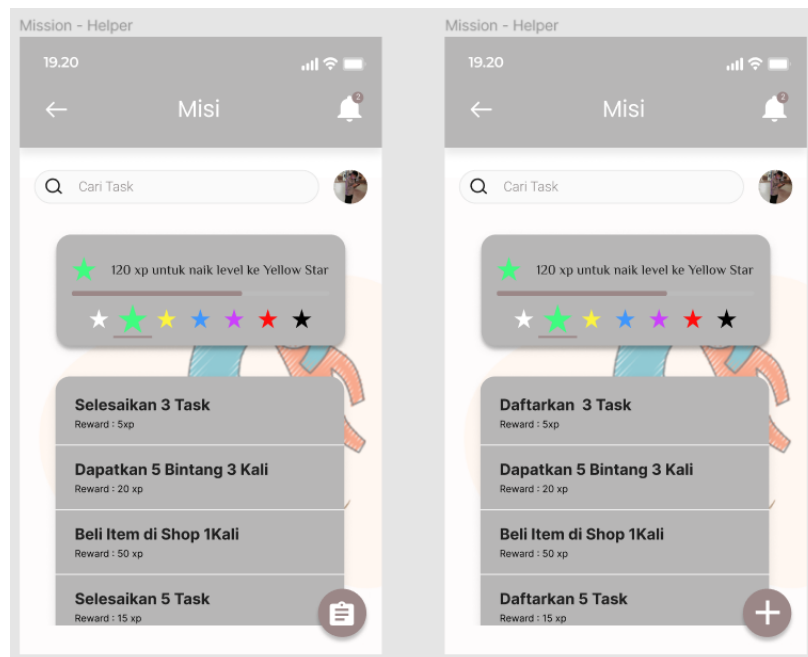 Mission - Helper
19.20
Misi
2
Cari Task
120 xp untuk naik level ke Yellow Star
Selesaikan 3 Task
Reward : 5xp
Dapatkan 5 Bintang 3 Kali
Reward : 20 xp
Beli Item di Shop 1Kali
Reward : 50 xp
Selesaikan 5 Task
Reward : 15 xp
Mission - Helper
19.20
Misi
2
Cari Task
120 xp untuk naik level ke Yellow Star
Daftarkan  3 Task
Reward : 5xp
Dapatkan 5 Bintang 3 Kali
Reward : 20 xp
Beli Item di Shop 1Kali
Reward : 50 xp
Daftarkan 5 Task
Reward : 15 xp